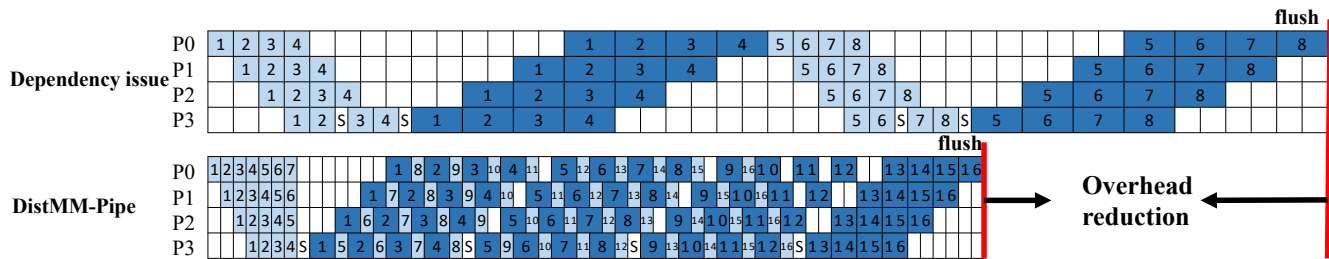 flush
P0 1 2 3 4 1 2 3 4 5 6 7 8 5 6 7 8
P1 1 2 3 4 1 2 3 4 5 6 7 8 5 6 7 8
Dependency issue
P2 1 2 3 4 1 2 3 4 5 6 7 8 5 6 7 8
P3 1 2 S 3 4 S 1 2 3 4 5 6 S 7 8 S 5 6 7 8
flush
P0 1 2 3 4 5 6 7 1 8 2 9 3 10 4 11 5 12 6 13 7 14 8 15 9 16 10 11 12 13 14 15 16
P1 1 2 3 4 5 6 1 7 2 8 3 9 4 10 5 11 6 12 7 13 8 14 9 15 10 16 11 12 13 14 15 16
Overhead
reduction
DistMM-Pipe
P2 1 2 3 4 5 1 6 2 7 3 8 4 9 5 10 6 11 7 12 8 13 9 14 10 15 11 16 12 13 14 15 16
P3 1 2 3 4 S 1 5 2 6 3 7 4 8 S 5 9 6 10 7 11 8 12 S 9 13 10 14 11 15 12 16 S 13 14 15 16